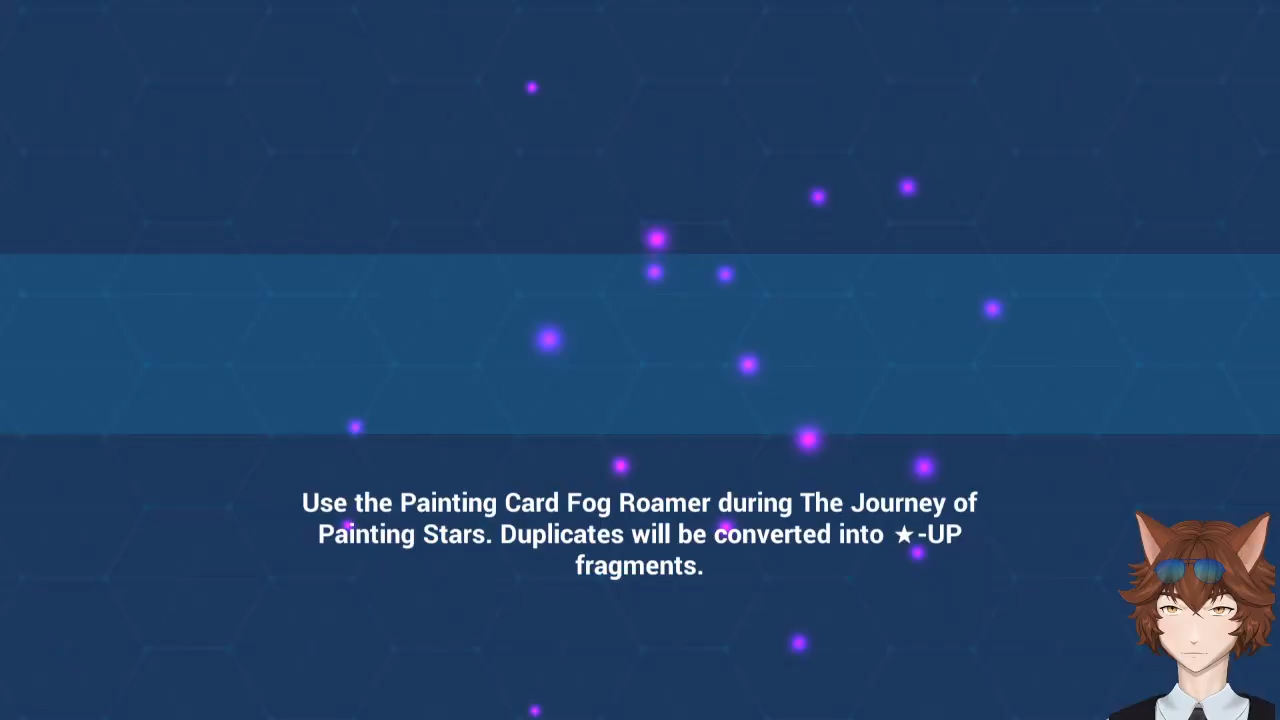 Use the Painting Card Fog Roamer during The Journey of
Painting Stars. Duplicates will be converted into ★-UP
fragments.